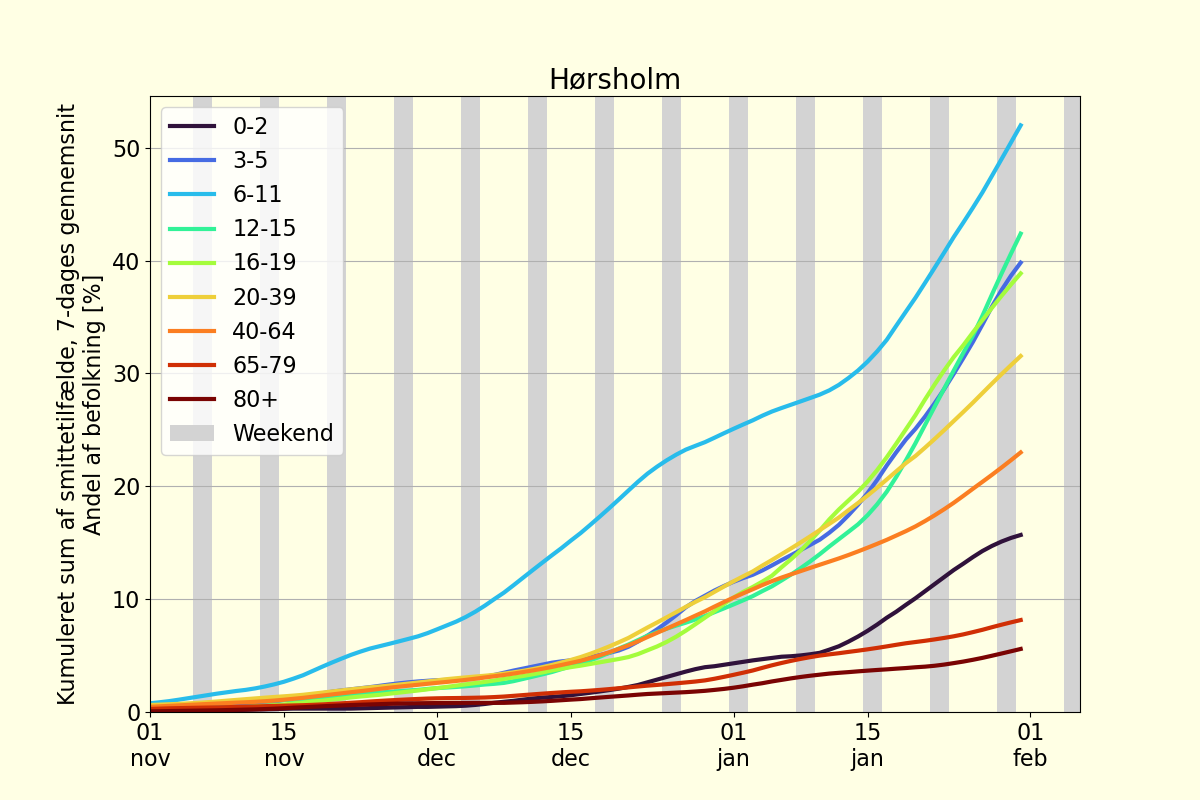 Hørsholm
Kumuleret sum af smittetilfælde, 7-dages gennemsnit
Andel af befolkning [%]
50
40
30
20
10
0
0-2
3-5
6-11
12-15
16-19
20-39
40-64
65-79
80+
Weekend
01 15 01 15 01 15 01
nov nov dec dec jan jan feb